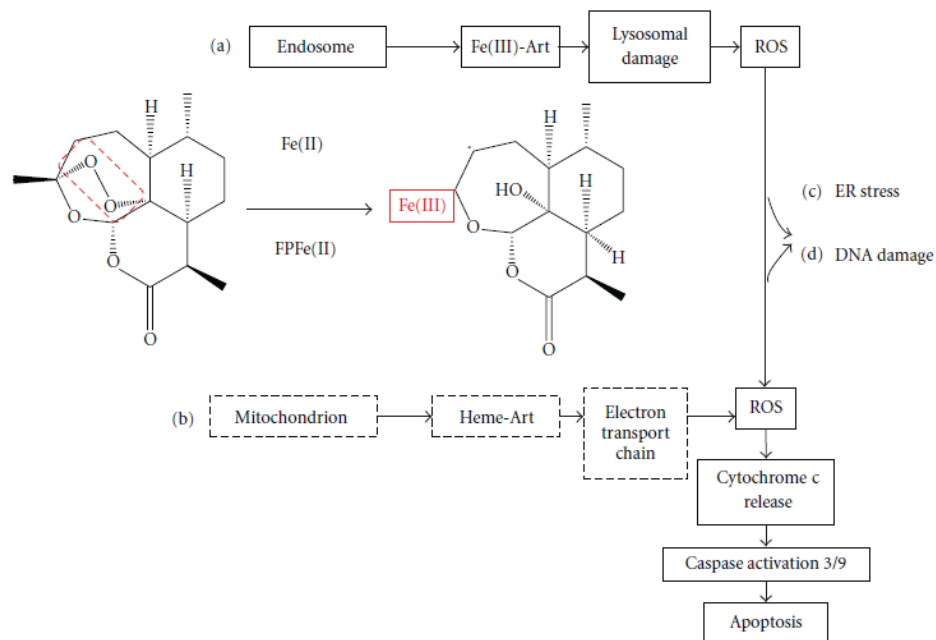 (a)
Endosome
Fe(III)-Art
Lysosomal
damage
ROS
H
H
O
O
O
O
O
Fe(II)
FPFe(II)
H
HO
H
Fe(III)
O
H
O
O
(c) ER stress
(d) DNA damage
(b)
Mitochondrion
Heme-Art
Electron
transport
chain
ROS
Cytochrome c
release
Caspase activation 3/9
Apoptosis